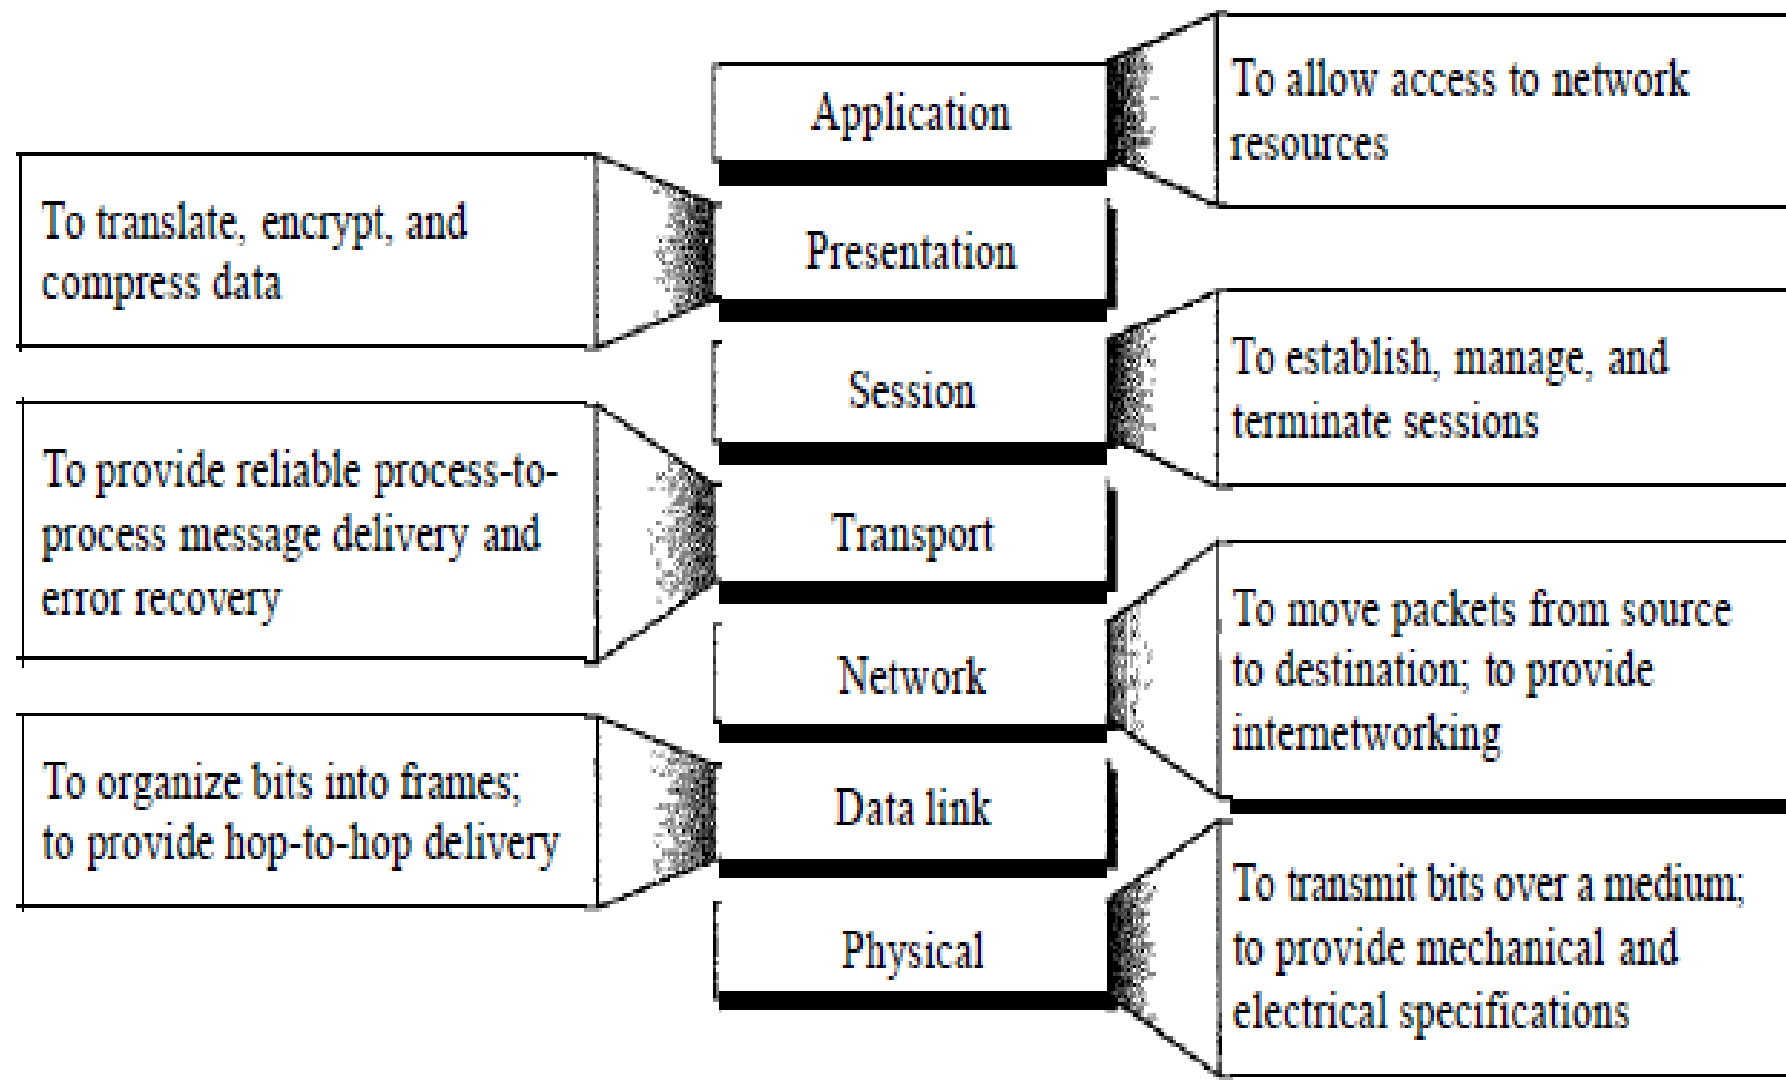 Application
To allow access to network
resources
To translate, encrypt, and
compress data
Presentation
Session
To establish, manage, and
terminate sessions
To provide reliable process-to-
process message delivery and
error recovery
Transport
Network
To move packets from source
to destination; to provide
internetworking
To organize bits into frames;
to provide hop-to-hop delivery
Data link
Physical
To transmit bits over a medium;
to provide mechanical and
electrical specifications